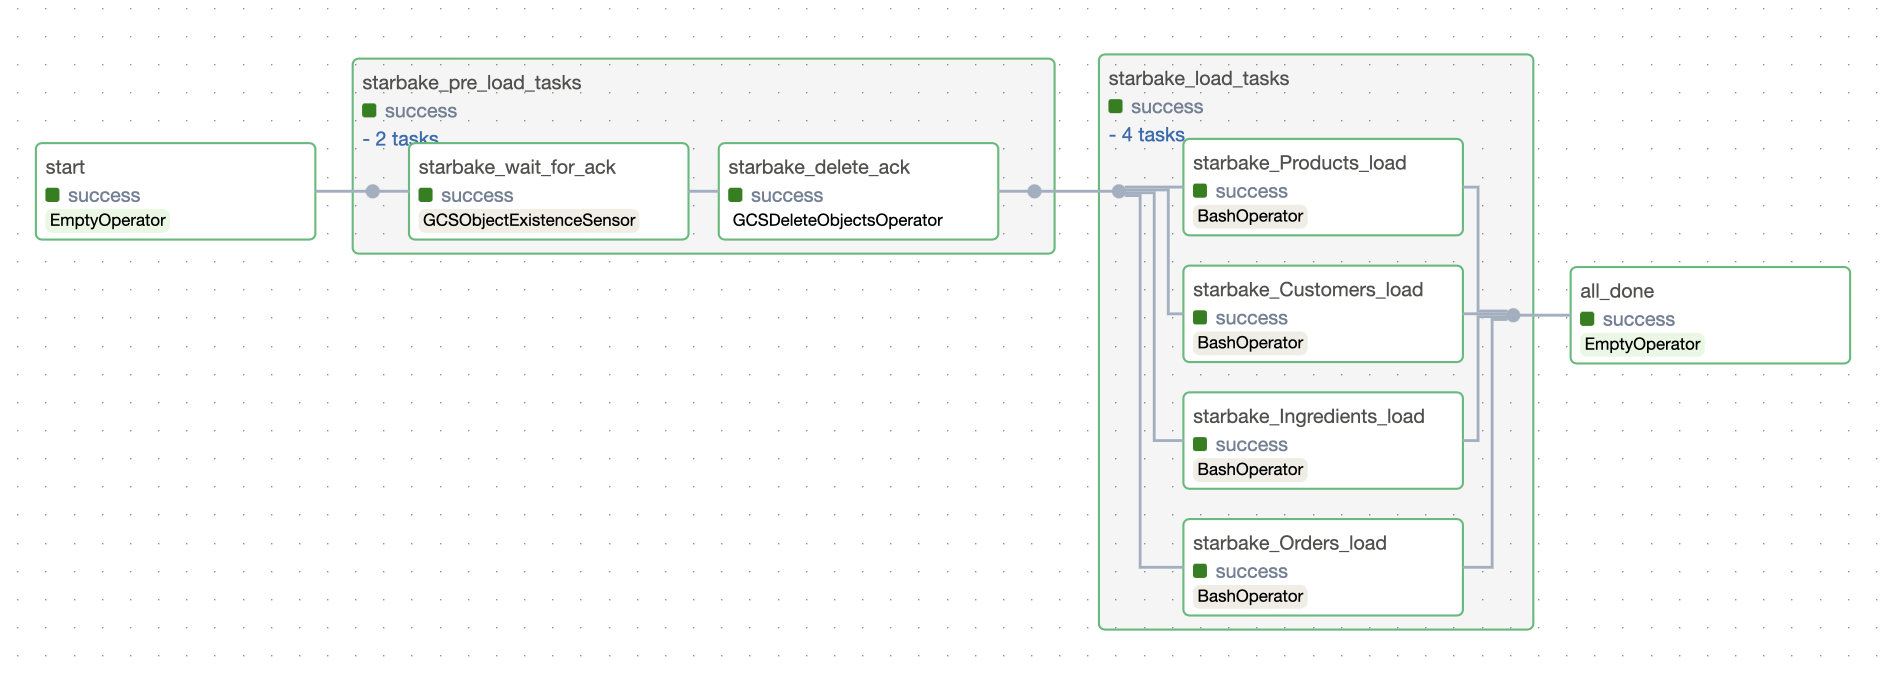 start
success
EmptyOperator
starbake_pre_load_tasks
success
- 2 tasks
starbake_wait_for_ack
success
GCSObjectExistenceSensor
starbake_delete_ack
success
GCSDeleteObjectsOperator
starbake_load_tasks
success
- 4 tasks
starbake_Products_load
success
BashOperator
starbake_Customers_load
success
BashOperator
starbake_Ingredients_load
success
BashOperator
starbake_Orders_load
success
BashOperator
all_done
success
EmptyOperator